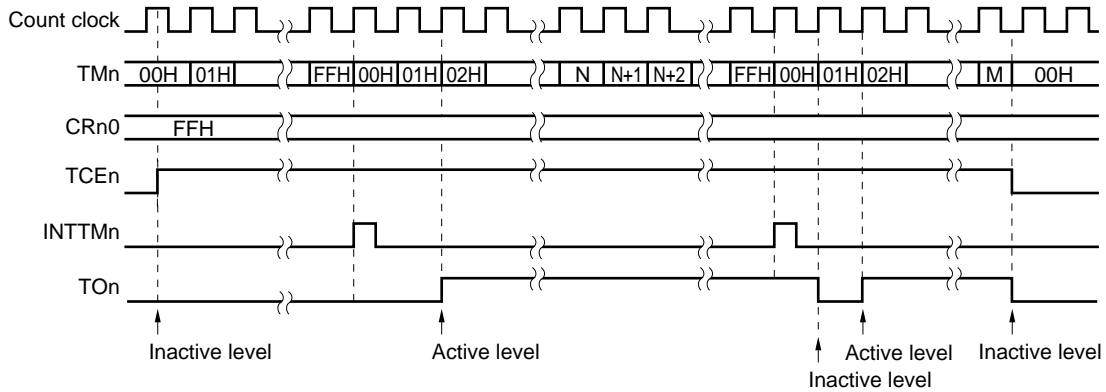 Count clock
TMn 00H 01H FFH 00H 01H 02H N N+1 N+2 FFH 00H 01H 02H M 00H
CRn0 FFH
TCEn
INTTMn
TOn
Inactive level Active level Active level Inactive level
Inactive level